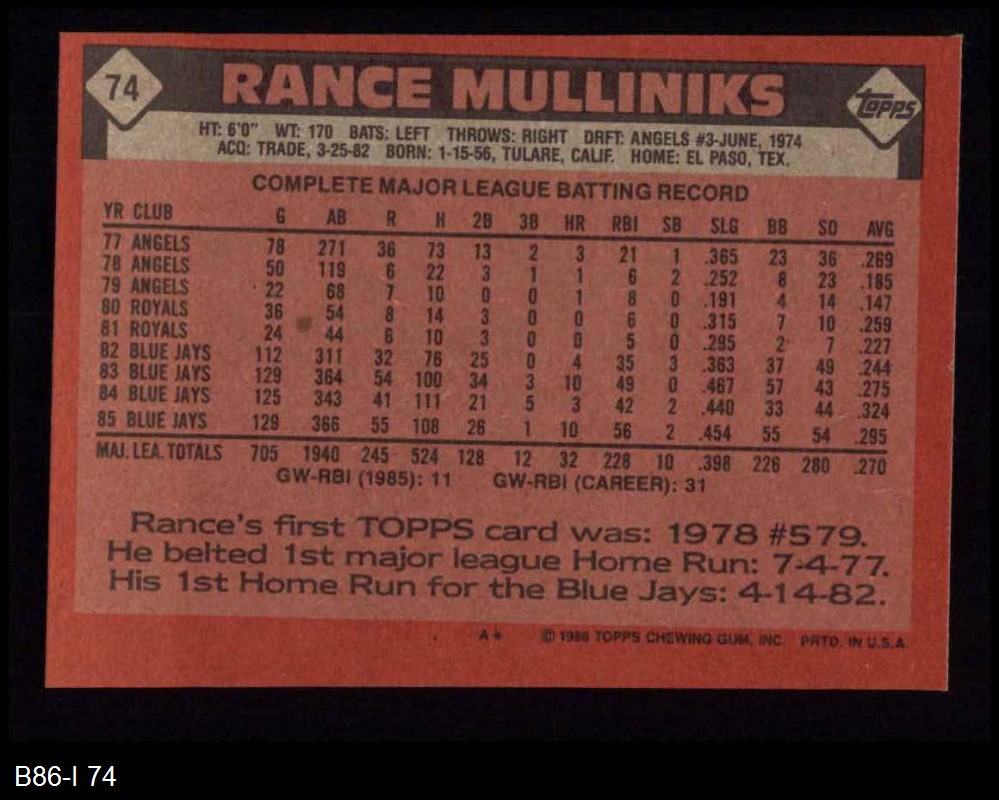 74
RANCE MULLINIKS
Topps
HT: 6'0" WT: 170 BATS: LEFT THROWS: RIGHT DRFT: ANGELS #3-JUNE, 1974
ACQ: TRADE, 3-25-82 BORN: 1-15-56, TULARE, CALIF. HOME: EL PASO, TEX.
COMPLETE MAJOR LEAGUE BATTING RECORD
YR CLUB G AB R H 2B 3B HR RBI SB SLG BB SO AVG
77 ANGELS 78 271 36 73 13 2 3 21 1 .365 23 36 .269
78 ANGELS 50 119 6 22 3 1 1 6 2 .252 8 23 .185
79 ANGELS 22 68 7 10 0 0 1 8 0 .191 4 14 .147
80 ROYALS 36 54 8 14 3 0 0 6 0 .315 7 10 .259
81 ROYALS 24 44 6 10 3 0 0 5 0 .295 2 7 .227
82 BLUE JAYS 112 311 32 76 25 0 4 35 3 .363 37 49 .244
83 BLUE JAYS 129 364 54 100 34 3 10 49 0 .467 57 43 .275
84 BLUE JAYS 125 343 41 111 21 5 3 42 2 .440 33 44 .324
85 BLUE JAYS 129 366 55 108 26 1 10 56 2 .454 55 54 .295
MAJ. LEA. TOTALS 705 1940 245 524 128 12 32 228 10 .398 226 280 .270
GW-RBI (1985): 11 GW-RBI (CAREER): 31
Rance's first TOPPS card was: 1978 #579.
He belted 1st major league Home Run: 7-4-77.
His 1st Home Run for the Blue Jays: 4-14-82.
A* © 1986 TOPPS CHEWING GUM, INC. PRTD. IN U.S.A.
B86-I 74